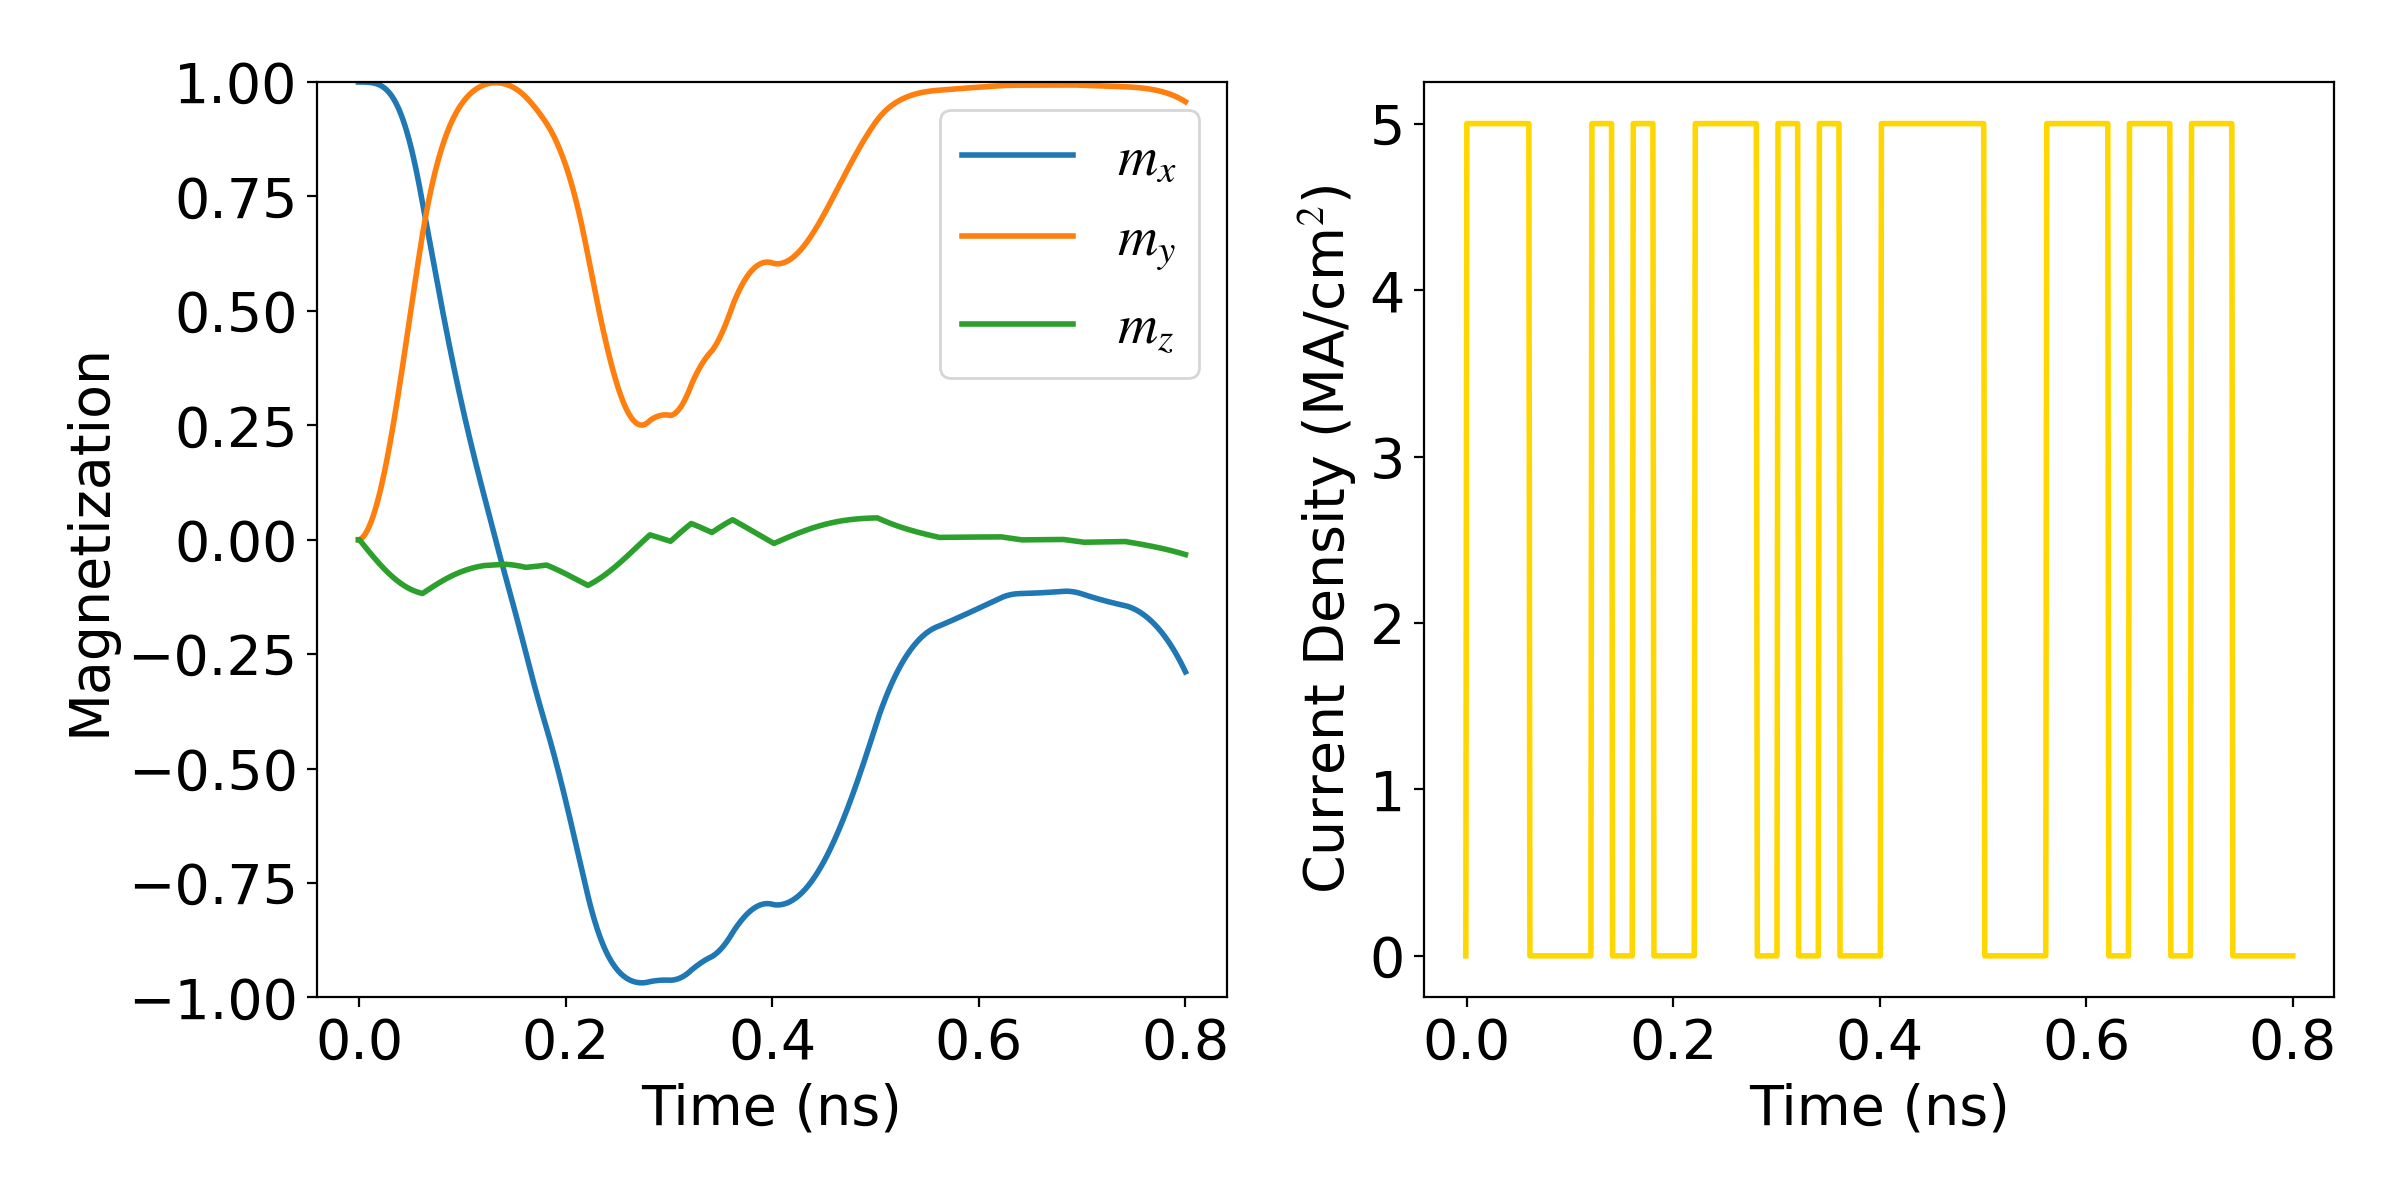 Magnetization
1.00
0.75
0.50
0.25
0.00
−0.25
−0.50
−0.75
−1.00
0.0 0.2 0.4 0.6 0.8
Time (ns)
m_x
m_y
m_z
Current Density (MA/cm²)
5
4
3
2
1
0
0.0 0.2 0.4 0.6 0.8
Time (ns)